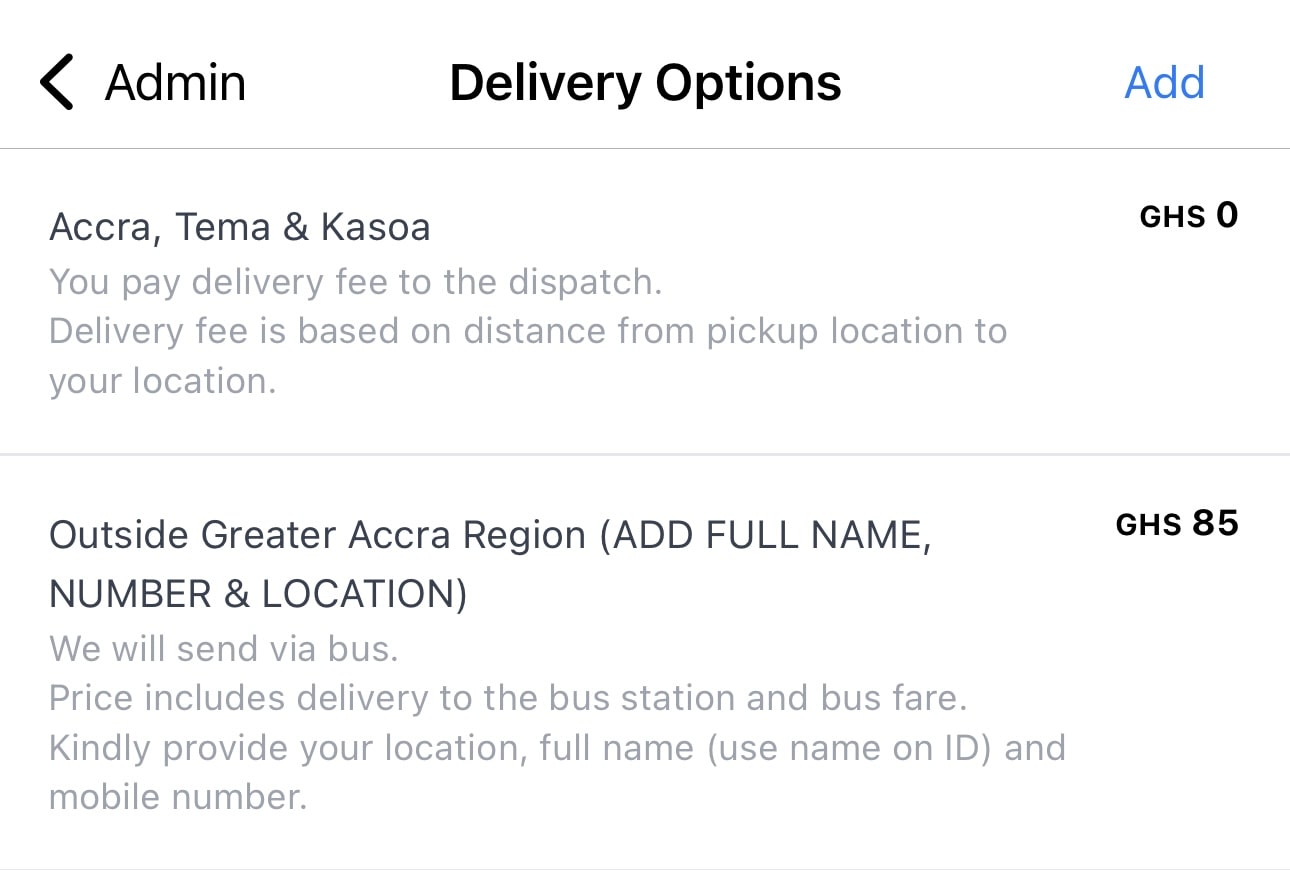 Admin
Delivery Options
Add
Accra, Tema & Kasoa
GHS 0
You pay delivery fee to the dispatch.
Delivery fee is based on distance from pickup location to
your location.
Outside Greater Accra Region (ADD FULL NAME,
NUMBER & LOCATION)
GHS 85
We will send via bus.
Price includes delivery to the bus station and bus fare.
Kindly provide your location, full name (use name on ID) and
mobile number.